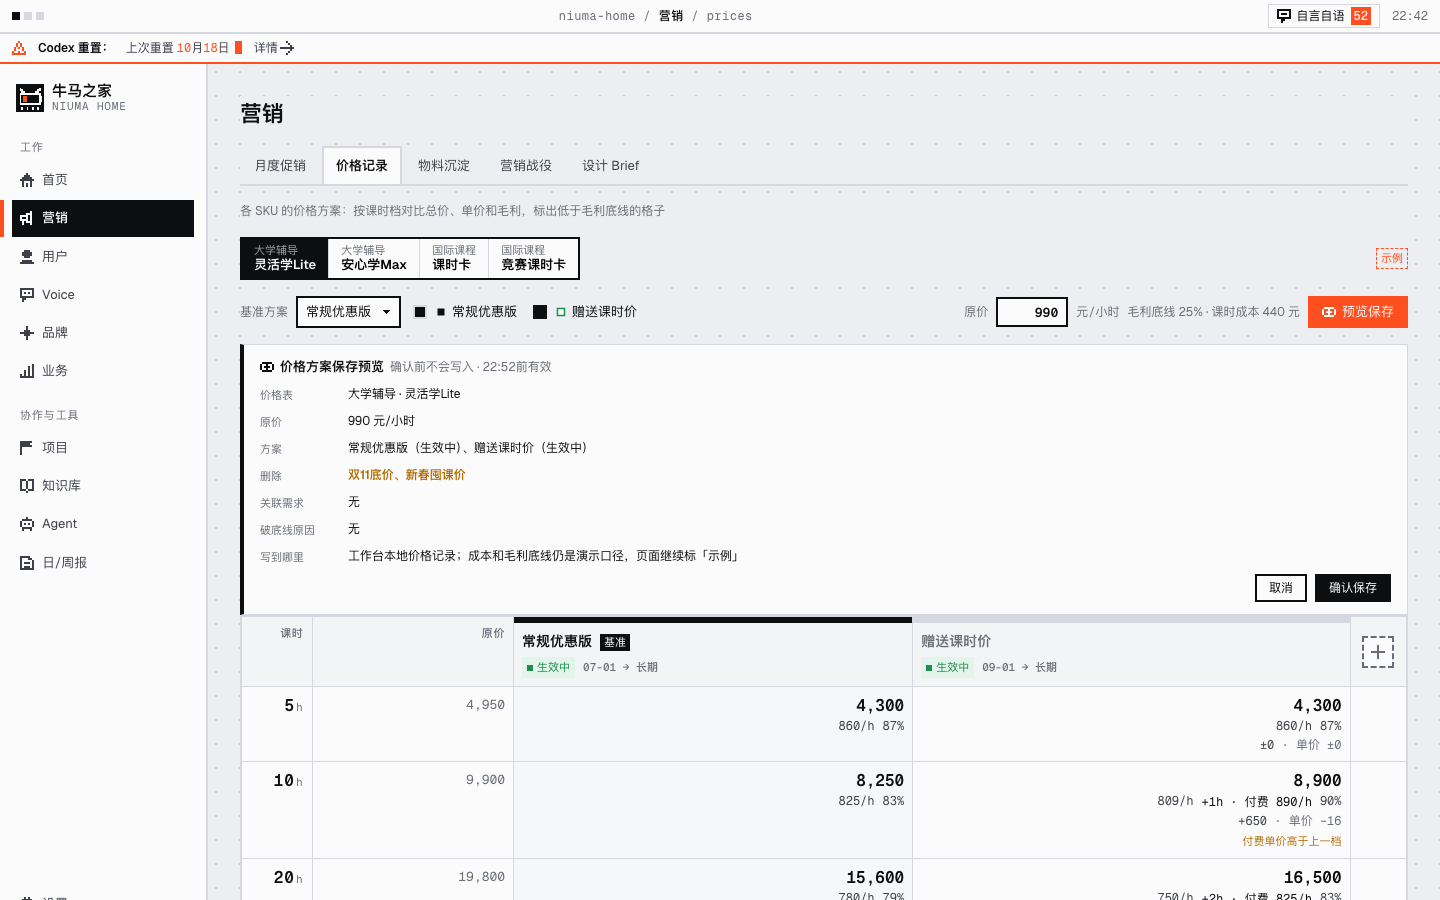 niuma-home / 营销 / prices
自言自语 52
22:42
Codex 重置： 上次重置 10月18日 详情
牛马之家
NIUMA HOME
工作
首页
营销
用户
Voice
品牌
业务
协作与工具
项目
知识库
Agent
日/周报
营销
月度促销 价格记录 物料沉淀 营销战役 设计 Brief
各 SKU 的价格方案：按课时档对比总价、单价和毛利，标出低于毛利底线的格子
大学辅导 大学辅导 国际课程 国际课程
灵活学Lite 安心学Max 课时卡 竞赛课时卡
示例
基准方案 常规优惠版 常规优惠版 赠送课时价 原价 990 元/小时 毛利底线 25% · 课时成本 440 元 预览保存
价格方案保存预览 确认前不会写入 · 22:52前有效
价格表 大学辅导 · 灵活学Lite
原价 990 元/小时
方案 常规优惠版（生效中）、赠送课时价（生效中）
删除 双11底价、新春囤课价
关联需求 无
破底线原因 无
写到哪里 工作台本地价格记录；成本和毛利底线仍是演示口径，页面继续标「示例」
取消 确认保存
课时 原价 常规优惠版 基准 赠送课时价
生效中 07-01 → 长期 生效中 09-01 → 长期
5 h 4,950 4,300 4,300
860/h 87% 860/h 87%
±0 · 单价 ±0
10 h 9,900 8,250 8,900
825/h 83% 809/h +1h · 付费 890/h 90%
+650 · 单价 -16
付费单价高于上一档
20 h 19,800 15,600 16,500
780/h 79% 750/h +2h · 付费 825/h 83%